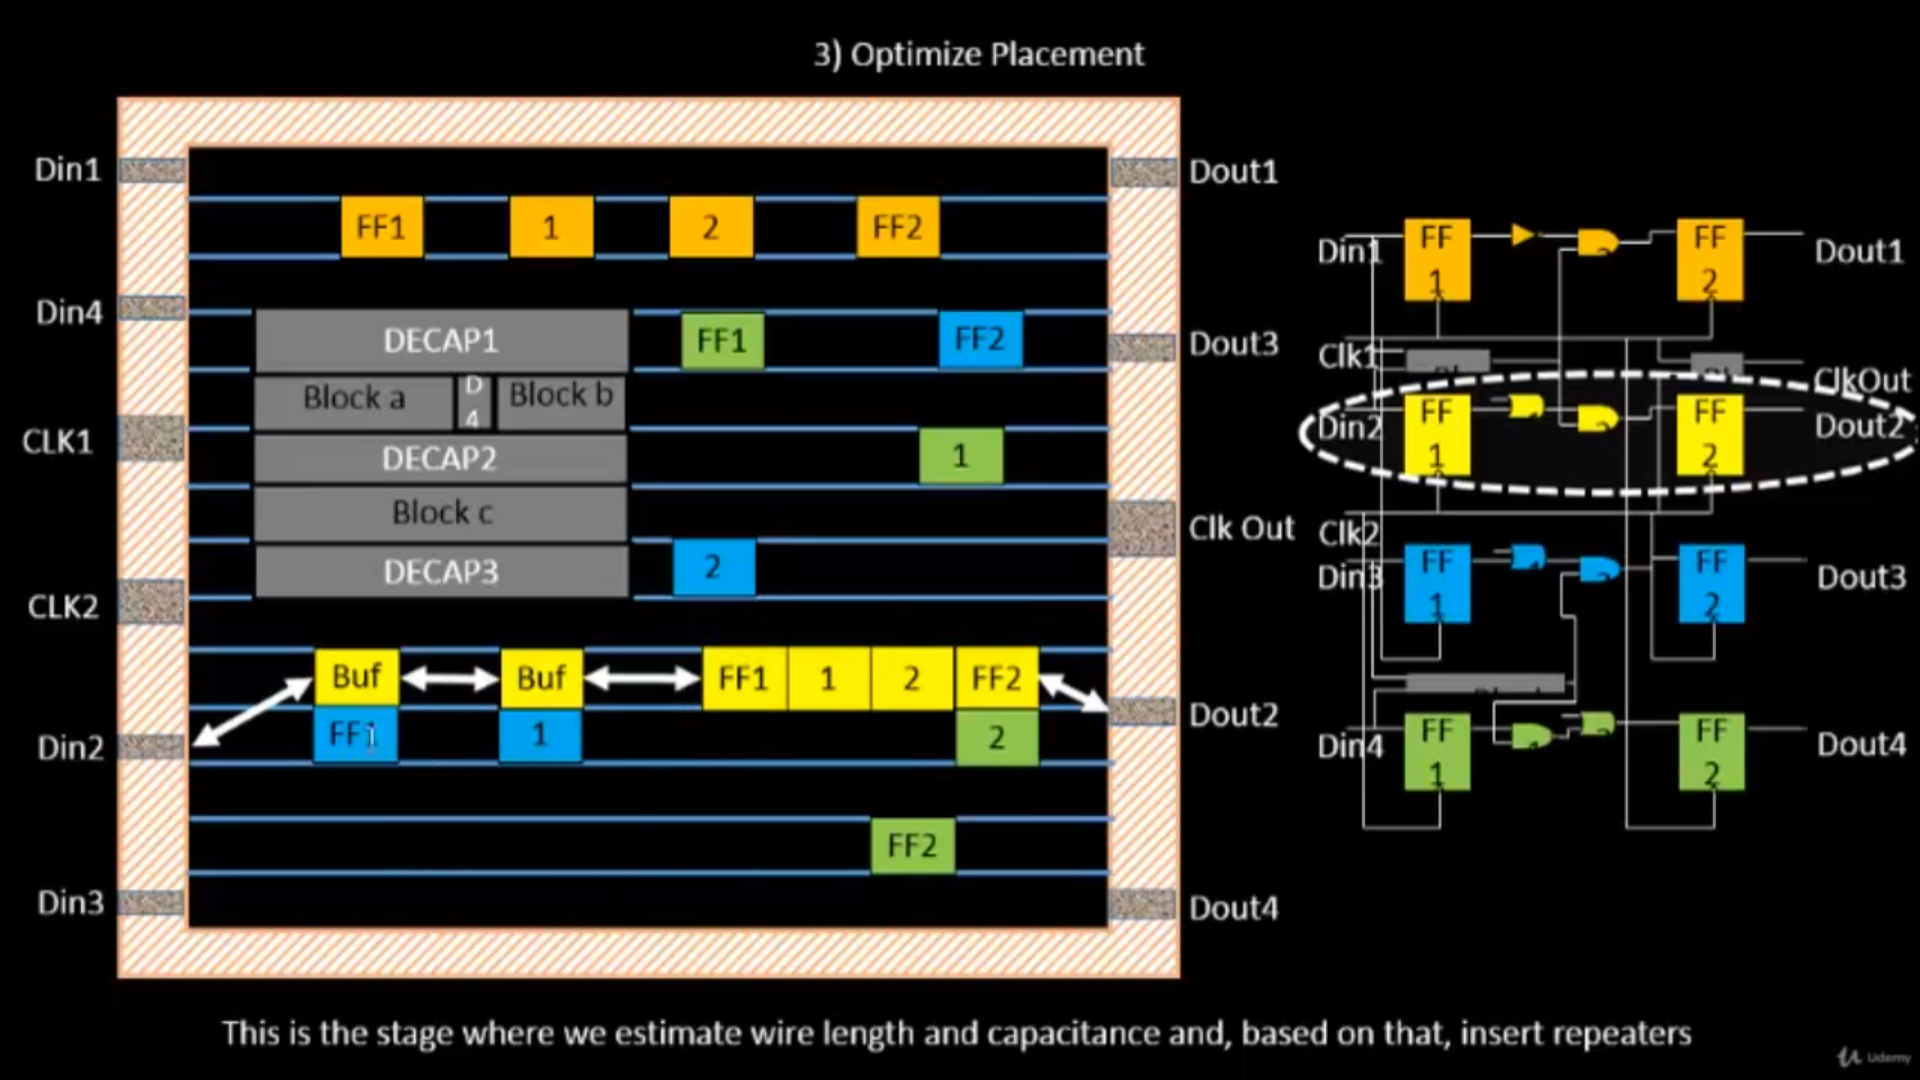 3) Optimize Placement
Din1
Dout1
FF1
1
2
FF2
Din4
DECAP1
FF1
FF2
Dout3
Block a
D
4
Block b
CLK1
DECAP2
1
Block c
Clk Out
DECAP3
2
CLK2
Buf
Buf
FF1
1
2
FF2
Dout2
Din2
FF1
1
2
FF2
Din3
Dout4
Din1
FF
1
FF
2
Dout1
Clk1
ClkOut
Din2
FF
1
FF
2
Dout2
Clk2
Din3
FF
1
FF
2
Dout3
Din4
FF
1
FF
2
Dout4
This is the stage where we estimate wire length and capacitance and, based on that, insert repeaters
Udemy